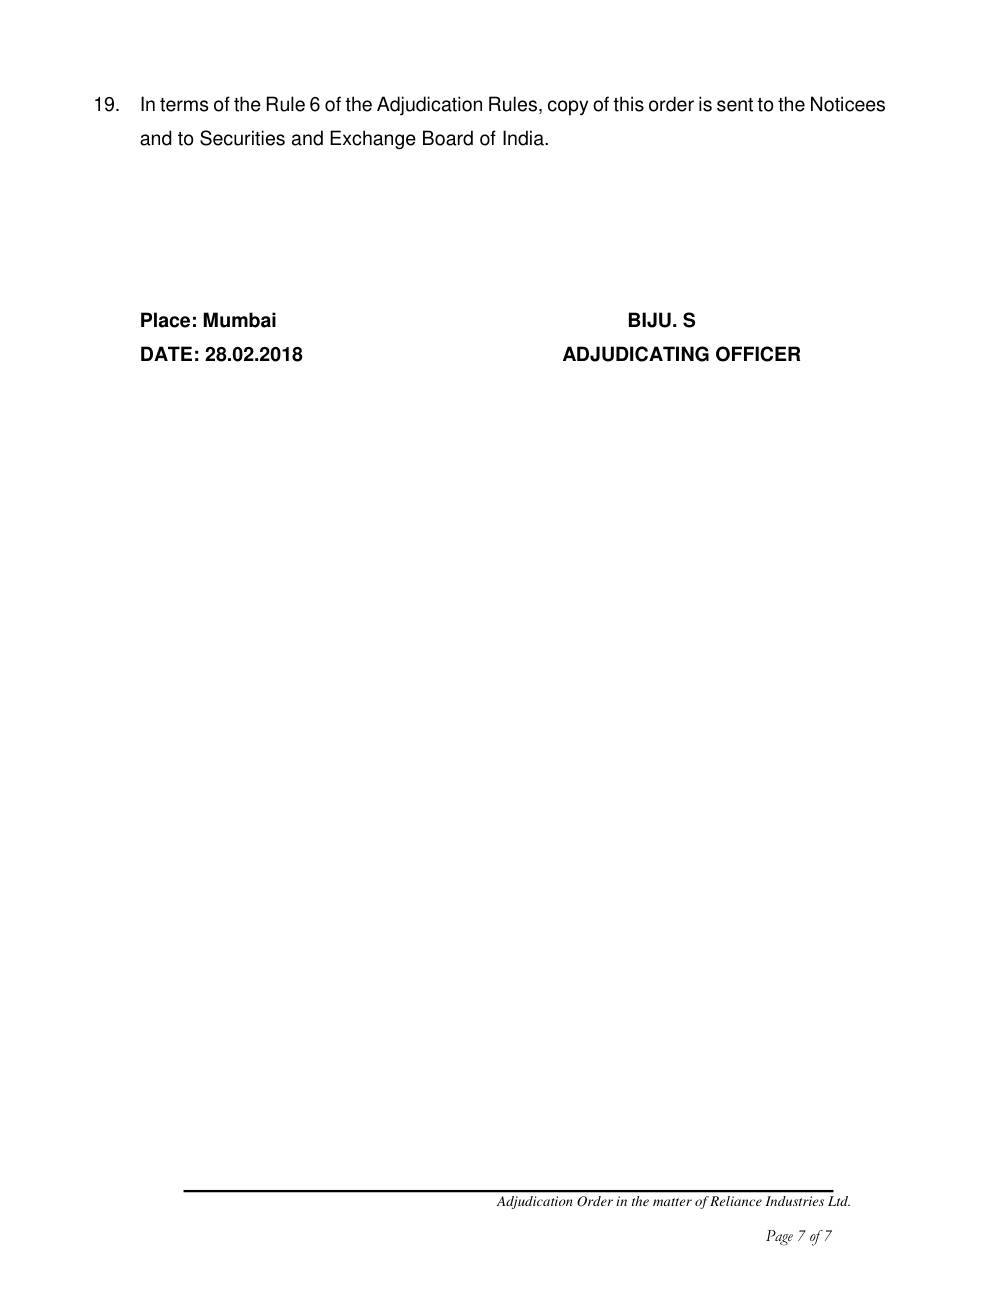 19. In terms of the Rule 6 of the Adjudication Rules, copy of this order is sent to the Noticees
and to Securities and Exchange Board of India.
Place: Mumbai BIJU. S
DATE: 28.02.2018 ADJUDICATING OFFICER
Adjudication Order in the matter of Reliance Industries Ltd.
Page 7 of 7